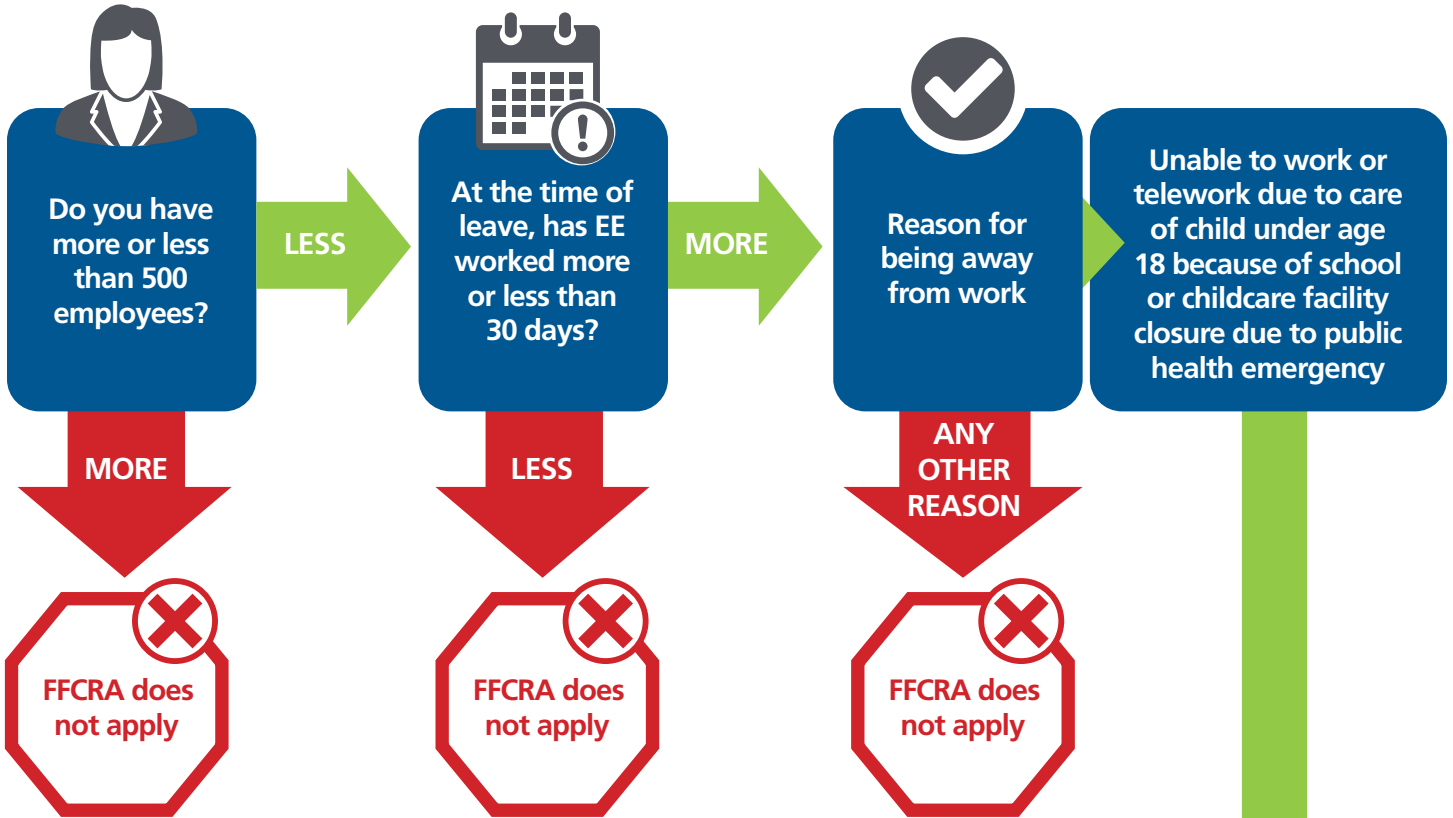 Do you have
more or less
than 500
employees?
LESS
At the time of
leave, has EE
worked more
or less than
30 days?
MORE
Reason for
being away
from work
Unable to work or
telework due to care
of child under age
18 because of school
or childcare facility
closure due to public
health emergency
MORE
LESS
ANY
OTHER
REASON
FFCRA does
not apply
FFCRA does
not apply
FFCRA does
not apply